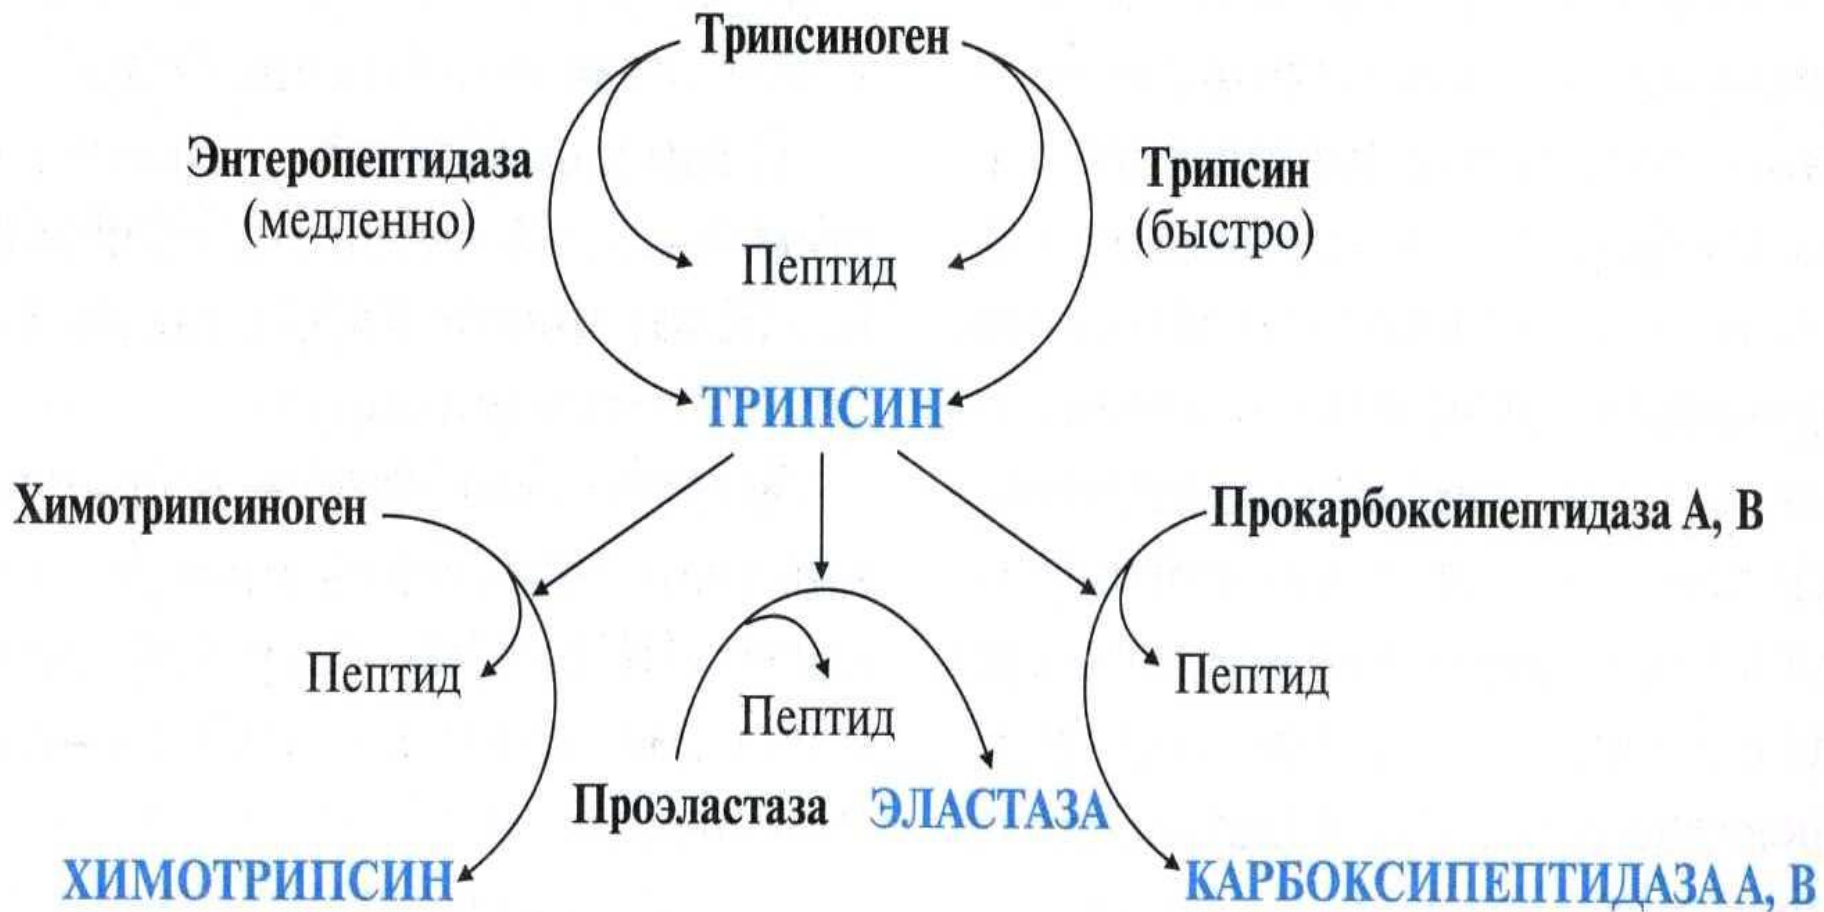 Трипсиноген
Энтеропептидаза
(медленно)
Трипсин
(быстро)
Пептид
ТРИПСИН
Химотрипсиноген
Прокарбоксипептидаза А, В
Пептид
Пептид
Пептид
Проэластаза
ЭЛАСТАЗА
ХИМОТРИПСИН
КАРБОКСИПЕПТИДАЗА А, В